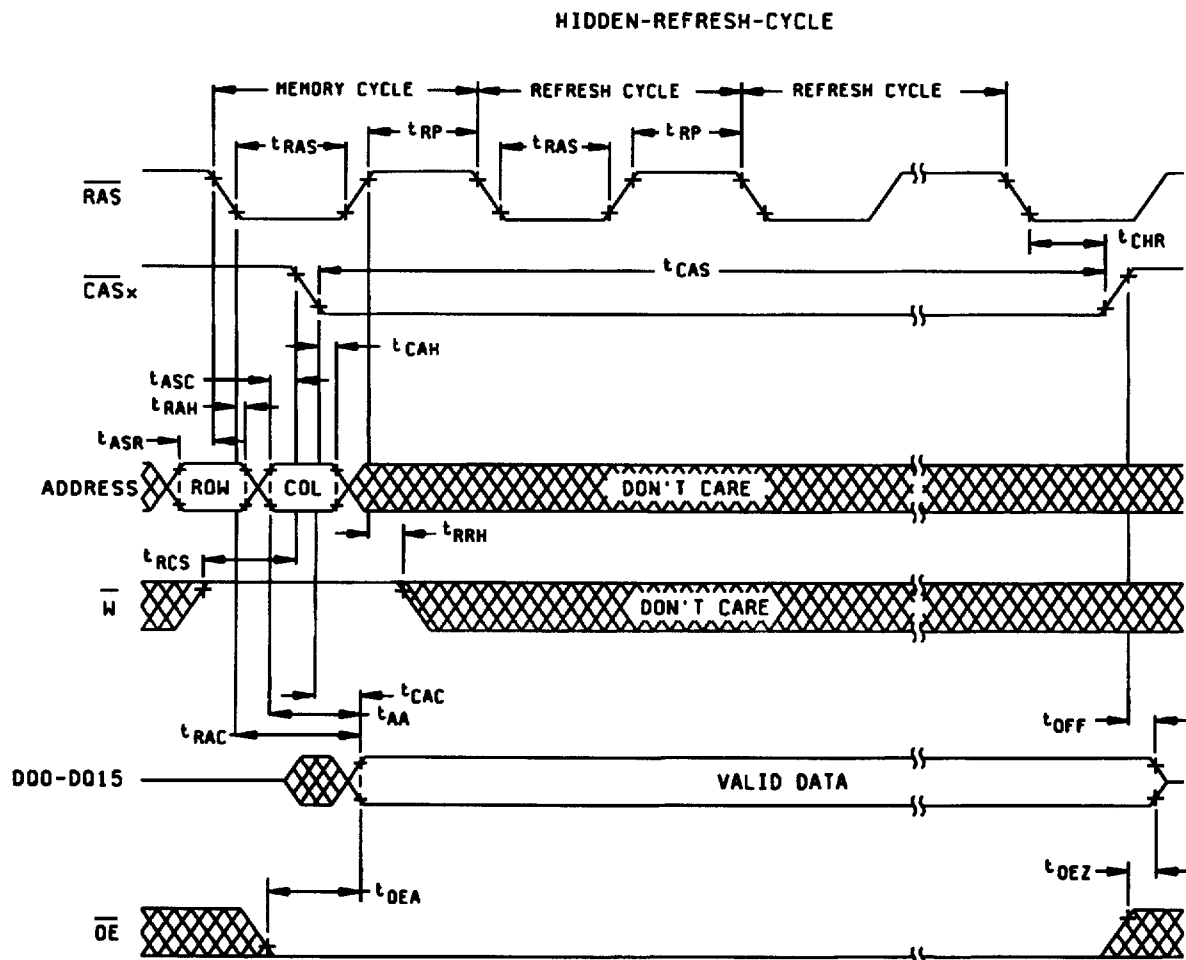 HIDDEN-REFRESH-CYCLE
MEMORY CYCLE REFRESH CYCLE REFRESH CYCLE
tRP tRP
tRAS tRAS
RAS
tCHR
tCAS
CASx
tCAH
tASC
tRAH
tASR
ADDRESS ROW COL DON'T CARE
tRRH
tRCS
W DON'T CARE
tCAC
tAA
tRAC tOFF
DQ0-DQ15 VALID DATA
tOEZ
tOEA
OE